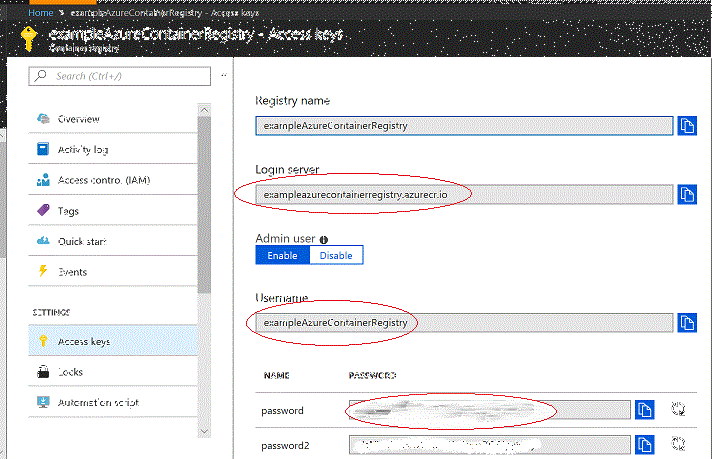 Home > exampleAzureContainerRegistry - Access keys
exampleAzureContainerRegistry - Access keys
Container registry
Search (Ctrl+/)
Overview
Activity log
Access control (IAM)
Tags
Quick start
Events
SETTINGS
Access keys
Locks
Automation script
Registry name
exampleAzureContainerRegistry
Login server
exampleazurecontainerregistry.azurecr.io
Admin user
Enable Disable
Username
exampleAzureContainerRegistry
NAME PASSWORD
password
password2